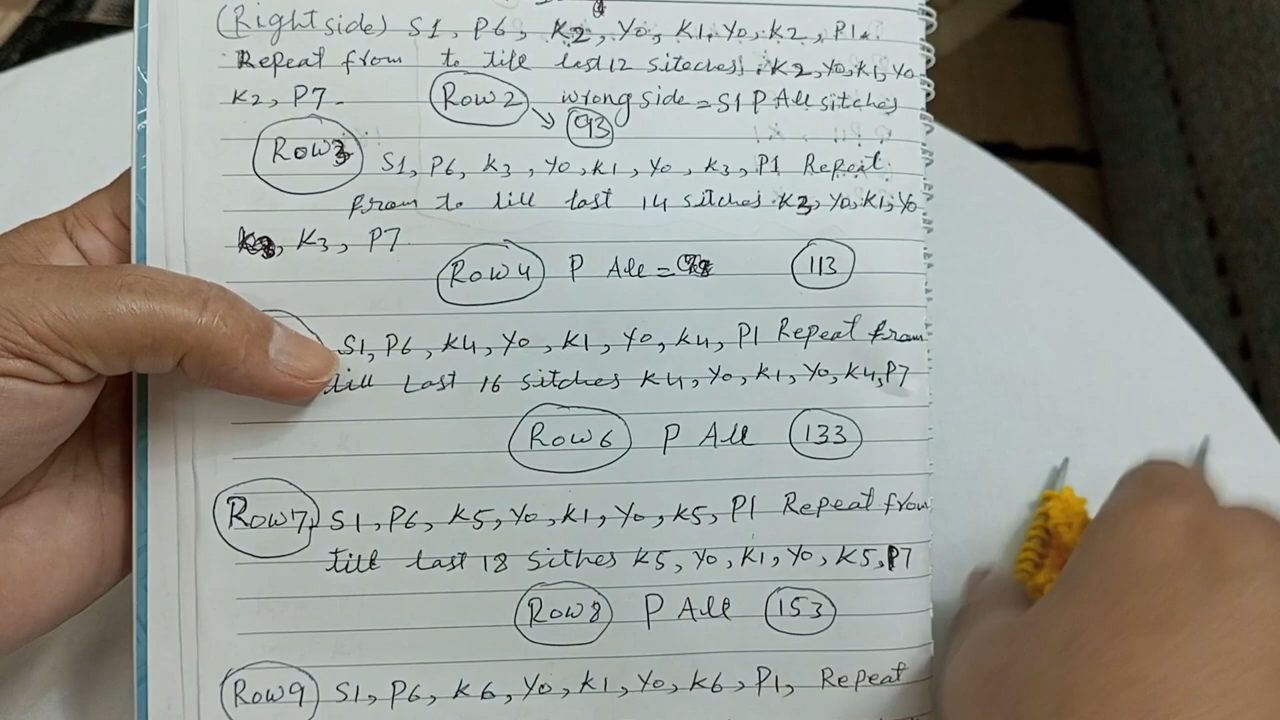 (Right side) S1, P6, K2, Yo, K1, Yo, K2, P1*.
Repeat from to till last 12 sitecless: K2, Yo, K1, Yo
K2, P7.
Row 2 wrong side = S1 P All sitches
93
Row 3 S1, P6, K3, Yo, K1, Yo, K3, P1 Repeat
from to till last 14 sitches K3, Yo, K1, Yo
K3, P7
Row 4 P All = 113
S1, P6, K4, Yo, K1, Yo, K4, P1 Repeat from
till Last 16 sitches K4, Yo, K1, Yo, K4, P7
Row 6 P All 133
Row 7 S1, P6, K5, Yo, K1, Yo, K5, P1 Repeat from
till last 18 Sithes K5, Yo, K1, Yo, K5, P7
Row 8 P All 153
Row 9 S1, P6, K6, Yo, K1, Yo, K6, P1, Repeat